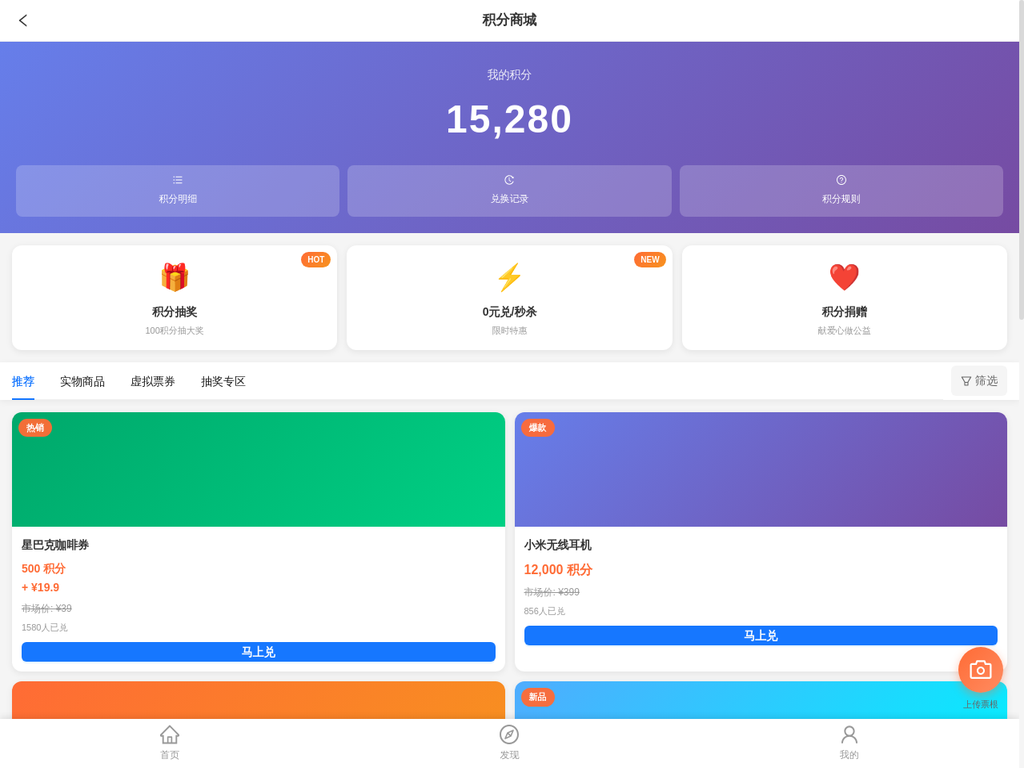 积分商城
我的积分
15,280
积分明细
兑换记录
积分规则
HOT
积分抽奖
100积分抽大奖
NEW
0元兑/秒杀
限时特惠
积分捐赠
献爱心做公益
推荐
实物商品
虚拟票券
抽奖专区
筛选
热销
星巴克咖啡券
500 积分
+ ¥19.9
市场价: ¥39
1580人已兑
马上兑
爆款
小米无线耳机
12,000 积分
市场价: ¥399
856人已兑
马上兑
新品
上传票根
首页
发现
我的